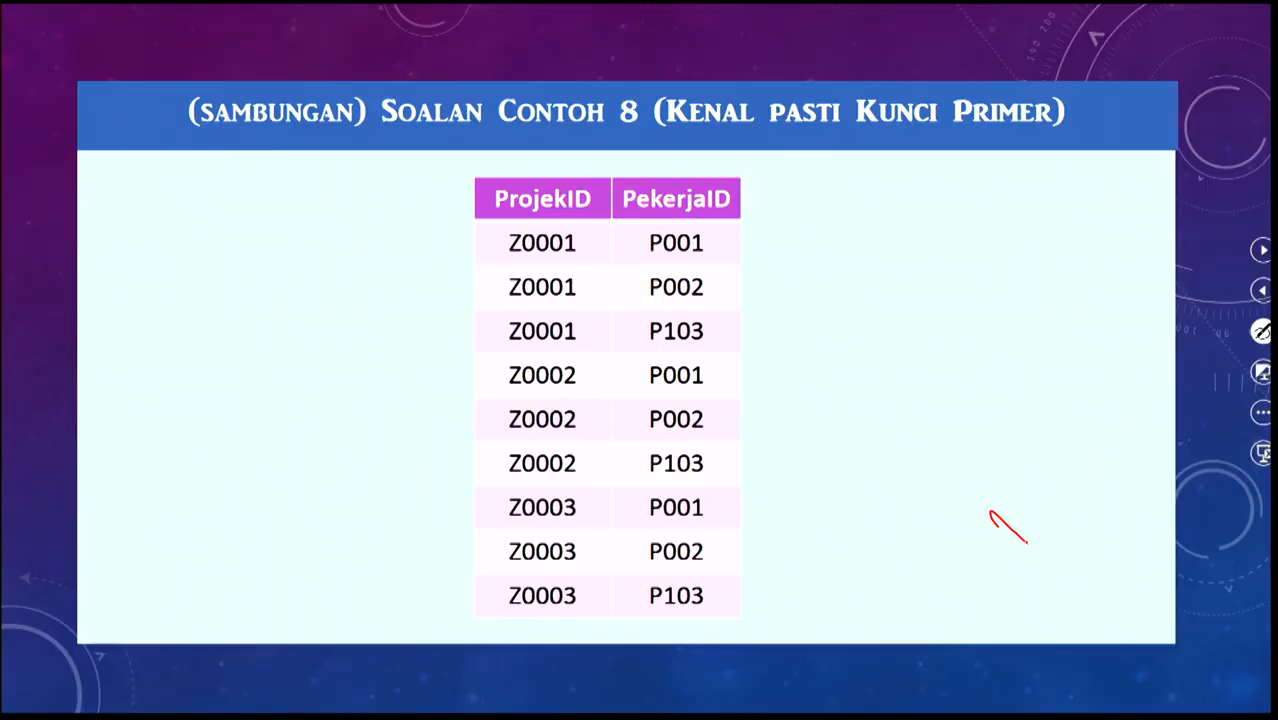 (SAMBUNGAN) SOALAN CONTOH 8 (KENAL PASTI KUNCI PRIMER)
ProjekID PekerjaID
Z0001 P001
Z0001 P002
Z0001 P103
Z0002 P001
Z0002 P002
Z0002 P103
Z0003 P001
Z0003 P002
Z0003 P103